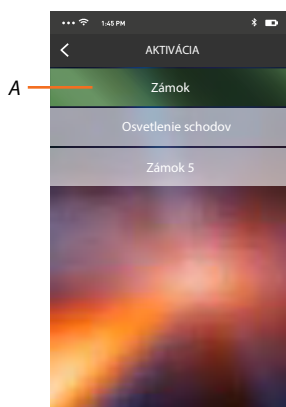 1:45 PM
AKTIVÁCIA
A
Zámok
Osvetlenie schodov
Zámok 5